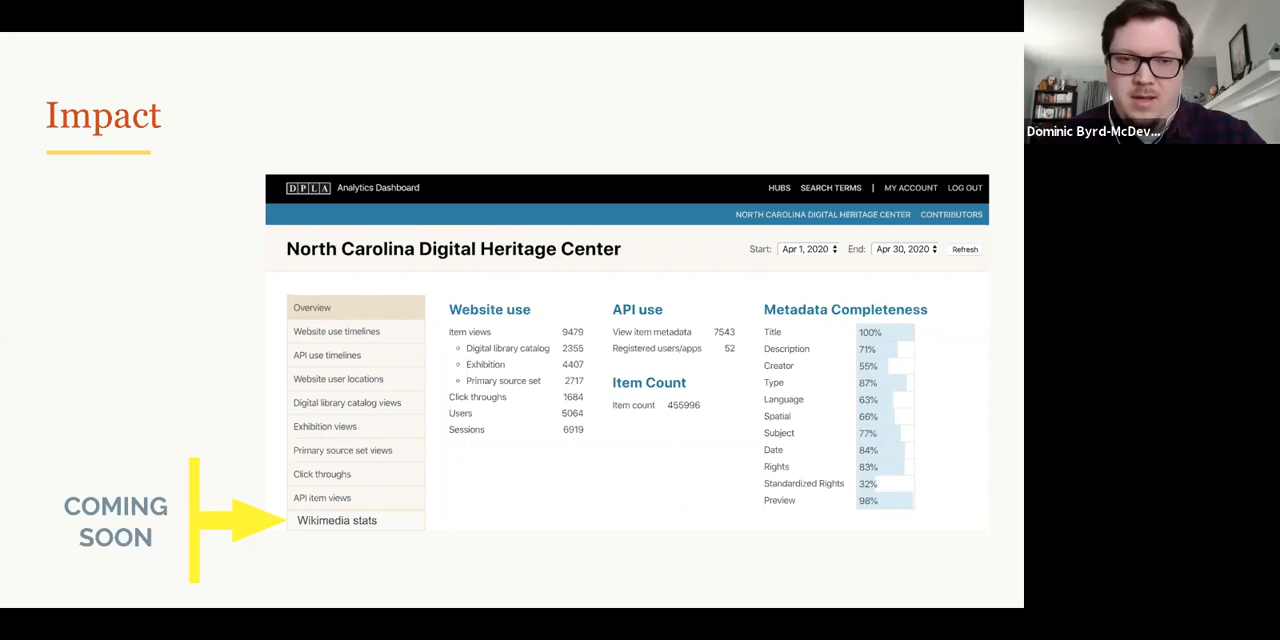 Impact
DPLA Analytics Dashboard
HUBS SEARCH TERMS | MY ACCOUNT LOG OUT
NORTH CAROLINA DIGITAL HERITAGE CENTER CONTRIBUTORS
North Carolina Digital Heritage Center
Start: Apr 1, 2020 End: Apr 30, 2020 Refresh
Overview
Website use timelines
API use timelines
Website user locations
Digital library catalog views
Exhibition views
Primary source set views
Click throughs
API item views
Wikimedia stats
Website use
Item views 9479
Digital library catalog 2355
Exhibition 4407
Primary source set 2717
Click throughs 1684
Users 5064
Sessions 6919
API use
View item metadata 7543
Registered users/apps 52
Item Count
Item count 455996
Metadata Completeness
Title 100%
Description 71%
Creator 55%
Type 87%
Language 63%
Spatial 66%
Subject 77%
Date 84%
Rights 83%
Standardized Rights 32%
Preview 98%
COMING
SOON
Dominic Byrd-McDev...